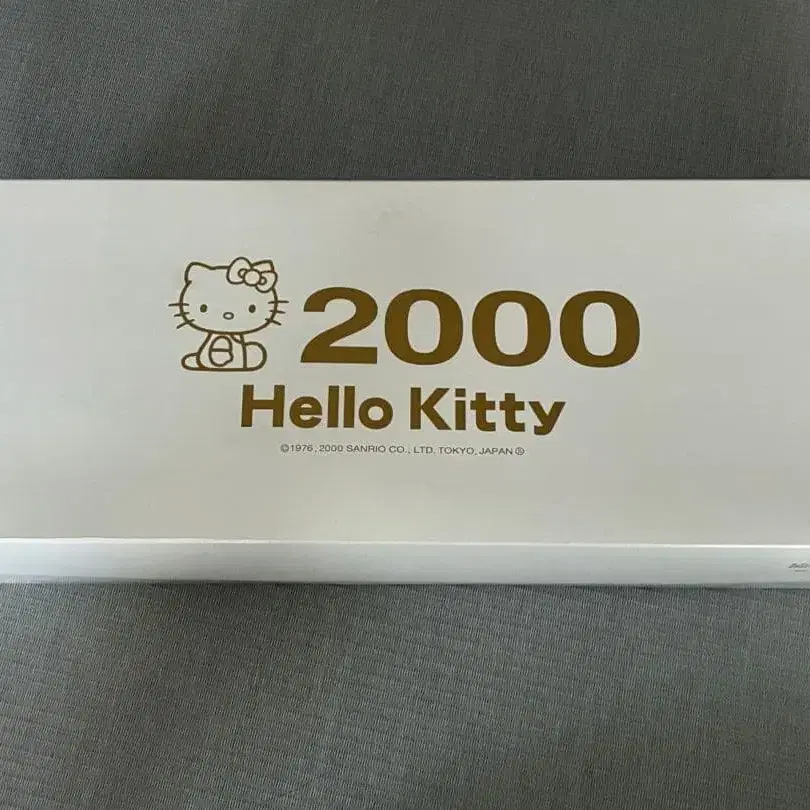 2000
Hello Kitty
©1976, 2000 SANRIO CO., LTD. TOKYO, JAPAN Ⓢ